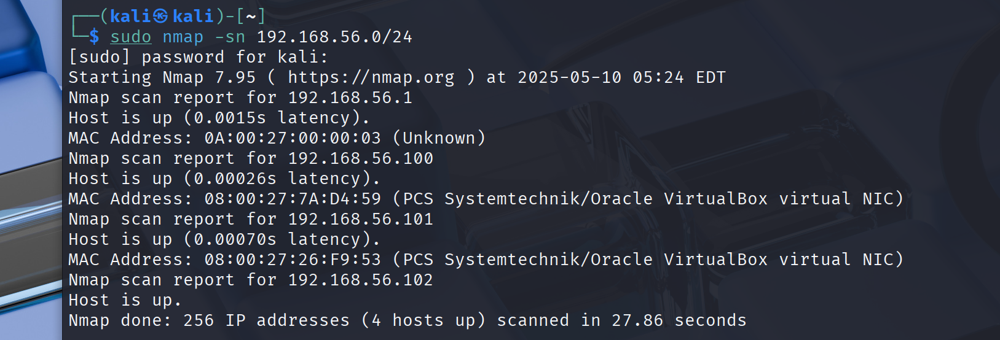 ┌──(kali㉿kali)-[~]
└─$ sudo nmap -sn 192.168.56.0/24
[sudo] password for kali:
Starting Nmap 7.95 ( https://nmap.org ) at 2025-05-10 05:24 EDT
Nmap scan report for 192.168.56.1
Host is up (0.0015s latency).
MAC Address: 0A:00:27:00:00:03 (Unknown)
Nmap scan report for 192.168.56.100
Host is up (0.00026s latency).
MAC Address: 08:00:27:7A:D4:59 (PCS Systemtechnik/Oracle VirtualBox virtual NIC)
Nmap scan report for 192.168.56.101
Host is up (0.00070s latency).
MAC Address: 08:00:27:26:F9:53 (PCS Systemtechnik/Oracle VirtualBox virtual NIC)
Nmap scan report for 192.168.56.102
Host is up.
Nmap done: 256 IP addresses (4 hosts up) scanned in 27.86 seconds